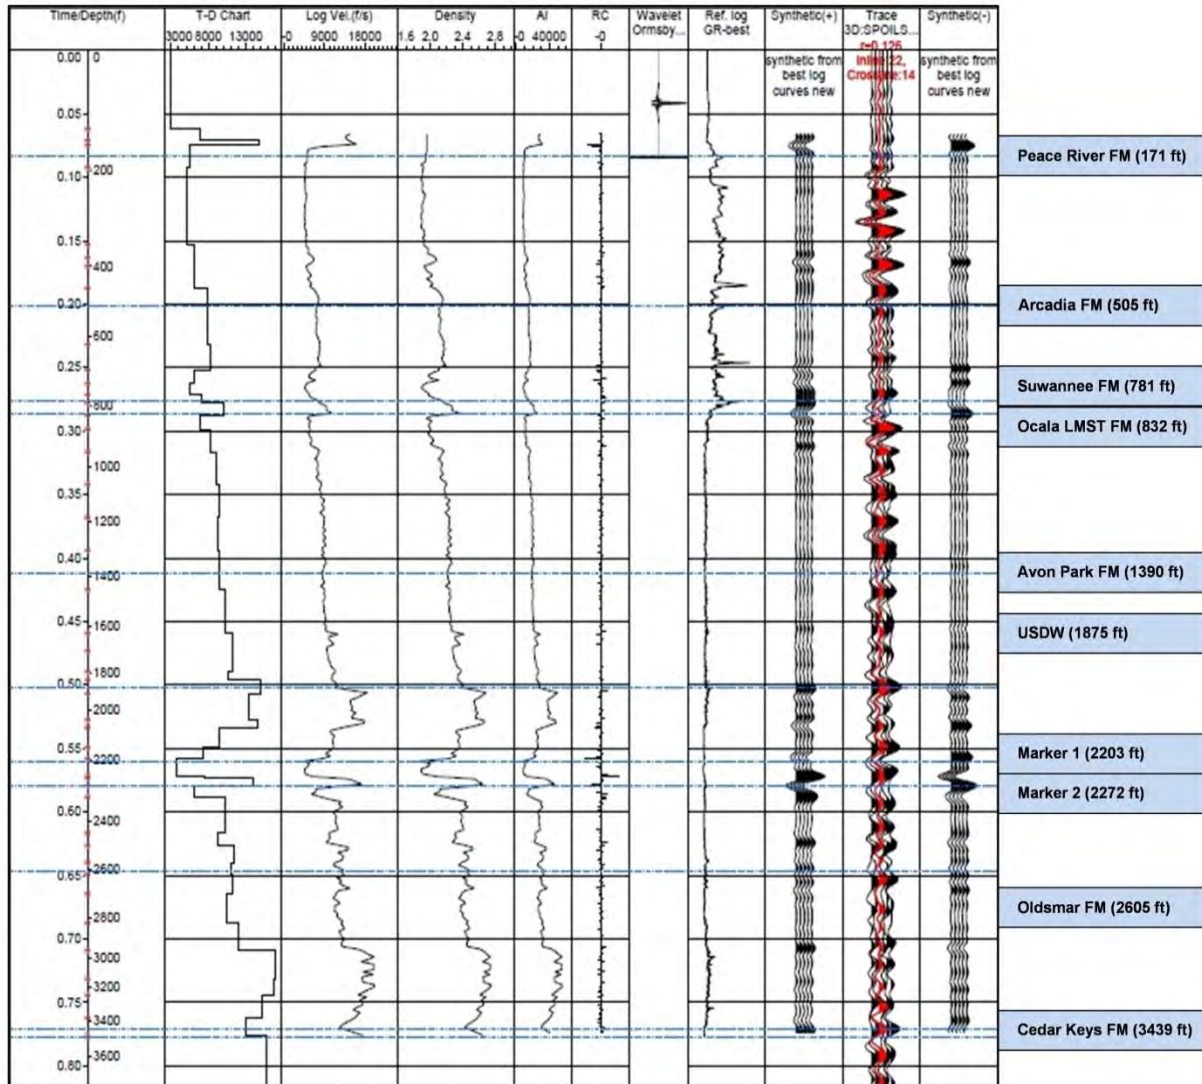 Time/Depth(f) T-D Chart Log Vel.(f/s) Density AI RC Wavelet Ref. log Synthetic(+) Trace Synthetic(-)
Ormsby... GR-best 3D:SPOILS...
3000 8000 13000 0 9000 18000 1.6 2.0 2.4 2.8 -0 40000 -0
r=0.126
0.00 0
synthetic from Inline:22, synthetic from
best log Crossline:14 best log
curves new curves new
0.05
Peace River FM (171 ft)
200
0.10
0.15
400
0.20 Arcadia FM (505 ft)
600
0.25
Suwannee FM (781 ft)
800
Ocala LMST FM (832 ft)
0.30
1000
0.35
1200
0.40
Avon Park FM (1390 ft)
1400
0.45
1600
USDW (1875 ft)
1800
0.50
2000
0.55
Marker 1 (2203 ft)
2200
Marker 2 (2272 ft)
0.60
2400
2600
0.65
Oldsmar FM (2605 ft)
2800
0.70
3000
3200
0.75
3400
Cedar Keys FM (3439 ft)
3600
0.80